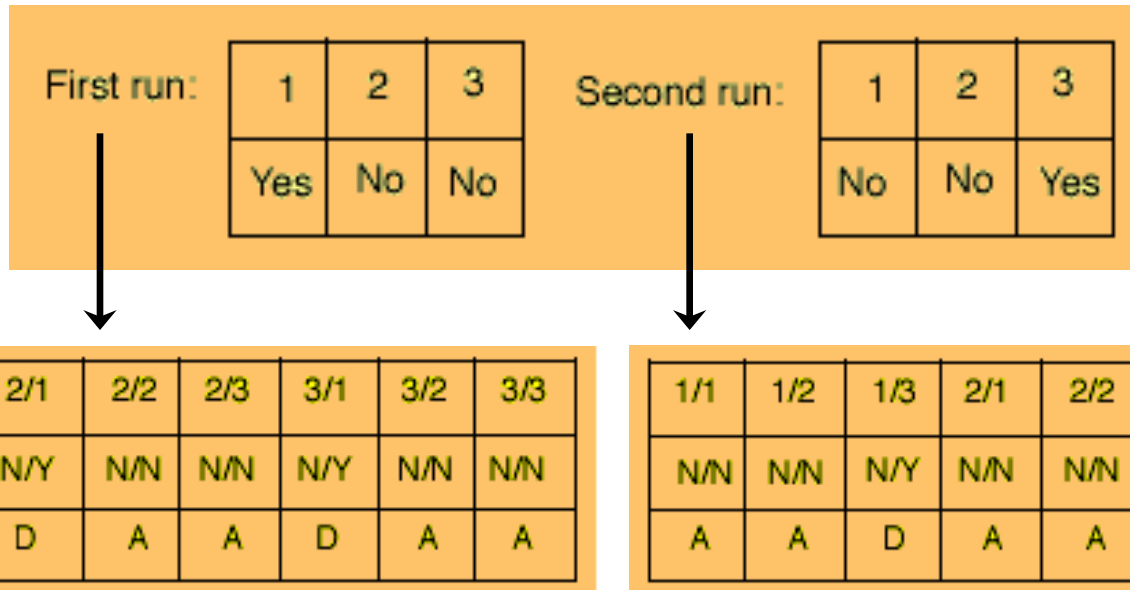 First run:
1 2 3
Yes No No
Second run:
1 2 3
No No Yes
2/1 2/2 2/3 3/1 3/2 3/3
N/Y N/N N/N N/Y N/N N/N
D A A D A A
1/1 1/2 1/3 2/1 2/2
N/N N/N N/Y N/N N/N
A A D A A